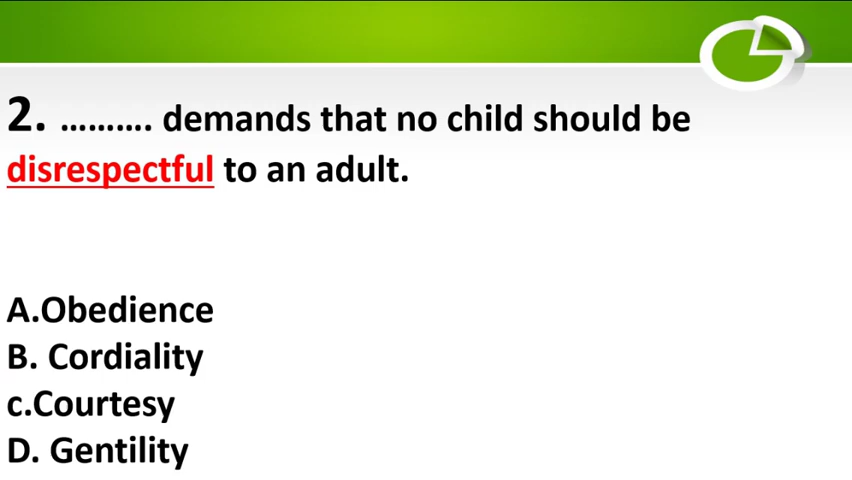 2. .......... demands that no child should be
disrespectful to an adult.
A.Obedience
B. Cordiality
c.Courtesy
D. Gentility